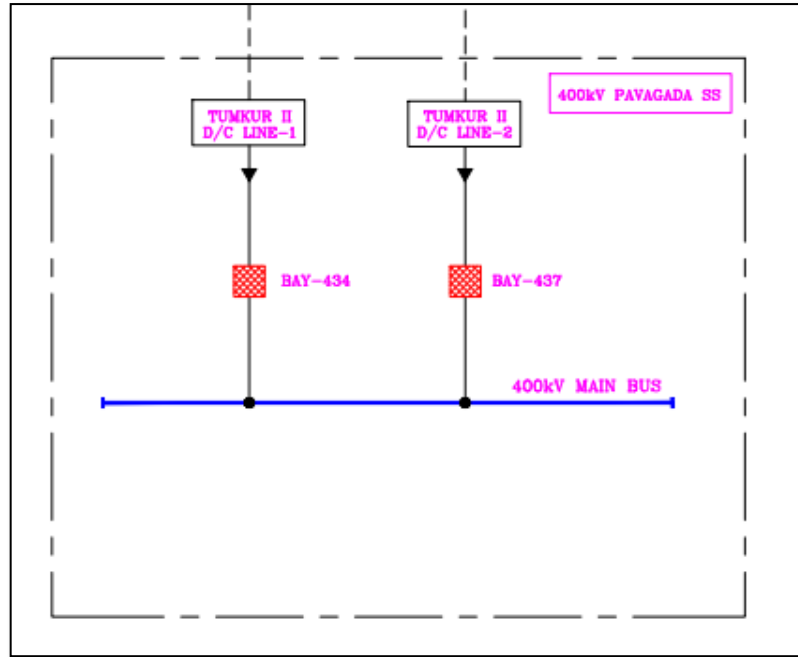 400kV PAVAGADA SS
TUMKUR II
D/C LINE-1
TUMKUR II
D/C LINE-2
BAY-434
BAY-437
400kV MAIN BUS